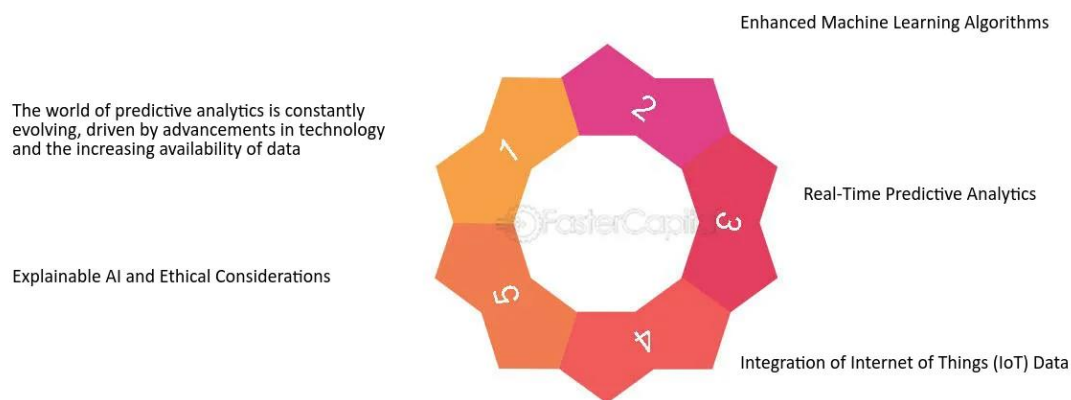 Enhanced Machine Learning Algorithms
The world of predictive analytics is constantly
evolving, driven by advancements in technology
and the increasing availability of data
1
2
3
4
5
Real-Time Predictive Analytics
FasterCapital
Explainable AI and Ethical Considerations
Integration of Internet of Things (IoT) Data